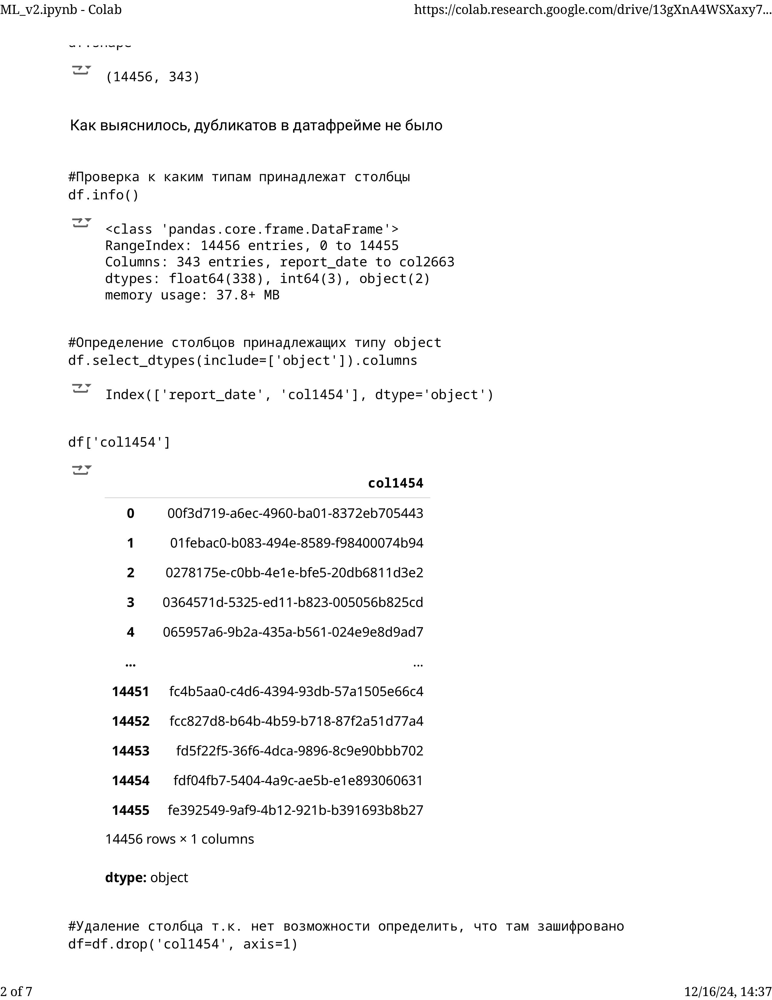 ML_v2.ipynb - Colab
https://colab.research.google.com/drive/13gXnA4WSXaxy7...
df.shape
(14456, 343)
Как выяснилось, дубликатов в датафрейме не было
#Проверка к каким типам принадлежат столбцы
df.info()
<class 'pandas.core.frame.DataFrame'>
RangeIndex: 14456 entries, 0 to 14455
Columns: 343 entries, report_date to col2663
dtypes: float64(338), int64(3), object(2)
memory usage: 37.8+ MB
#Определение столбцов принадлежащих типу object
df.select_dtypes(include=['object']).columns
Index(['report_date', 'col1454'], dtype='object')
df['col1454']
col1454
0 00f3d719-a6ec-4960-ba01-8372eb705443
1 01febac0-b083-494e-8589-f98400074b94
2 0278175e-c0bb-4e1e-bfe5-20db6811d3e2
3 0364571d-5325-ed11-b823-005056b825cd
4 065957a6-9b2a-435a-b561-024e9e8d9ad7
... ...
14451 fc4b5aa0-c4d6-4394-93db-57a1505e66c4
14452 fcc827d8-b64b-4b59-b718-87f2a51d77a4
14453 fd5f22f5-36f6-4dca-9896-8c9e90bbb702
14454 fdf04fb7-5404-4a9c-ae5b-e1e893060631
14455 fe392549-9af9-4b12-921b-b391693b8b27
14456 rows × 1 columns
dtype: object
#Удаление столбца т.к. нет возможности определить, что там зашифровано
df=df.drop('col1454', axis=1)
2 of 7
12/16/24, 14:37